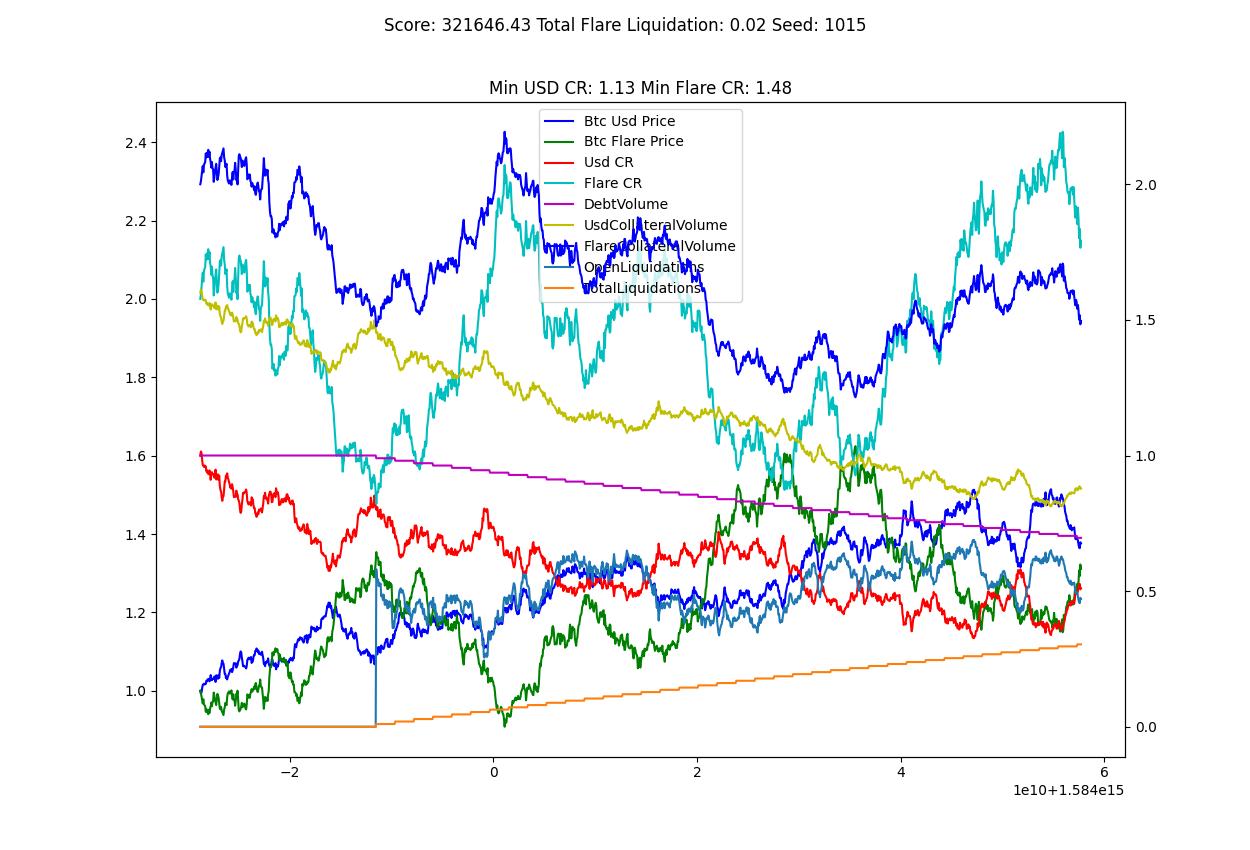 Score: 321646.43 Total Flare Liquidation: 0.02 Seed: 1015
Min USD CR: 1.13 Min Flare CR: 1.48
Btc Usd Price
Btc Flare Price
Usd CR
Flare CR
DebtVolume
UsdCollateralVolume
FlareCollateralVolume
OpenLiquidations
TotalLiquidations
2.4
2.2
2.0
1.8
1.6
1.4
1.2
1.0
2.0
1.5
1.0
0.5
0.0
−2
0
2
4
6
1e10+1.584e15